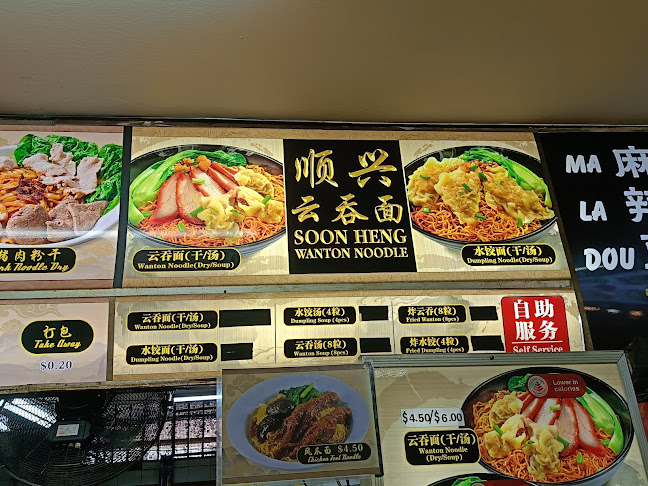 猪肉粉干
Pork Noodle Dry
云吞面(干/汤)
Wanton Noodle(Dry/Soup)
顺兴
云吞面
SOON HENG
WANTON NOODLE
水饺面(干/汤)
Dumpling Noodle(Dry/Soup)
MA 麻
LA 辣
DOU
打包
Take Away
$0.20
云吞面(干/汤)
Wanton Noodle(Dry/Soup)
水饺面(干/汤)
Dumpling Noodle(Dry/Soup)
水饺汤(4粒)
Dumpling Soup (4pcs)
云吞汤(8粒)
Wanton Soup (8pcs)
炸云吞(8粒)
Fried Wanton (8pcs)
炸水饺(4粒)
Fried Dumpling (4pcs)
自助
服务
Self Service
凤爪面 $4.50
Chicken Feet Noodle
$4.50/$6.00
云吞面(干/汤)
Wanton Noodle
(Dry/Soup)
Lower in
calories